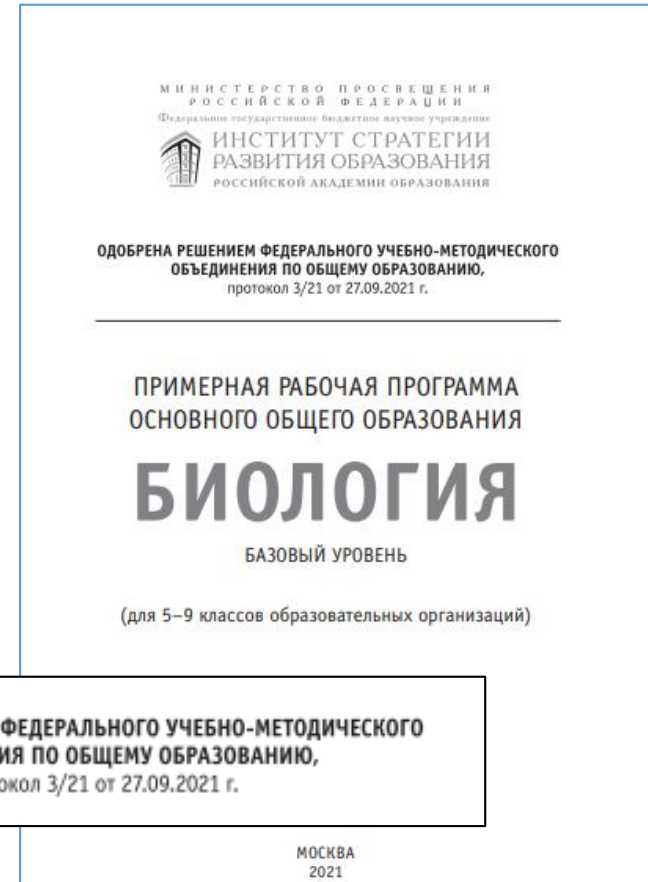 МИНИСТЕРСТВО ПРОСВЕЩЕНИЯ
РОССИЙСКОЙ ФЕДЕРАЦИИ
Федеральное государственное бюджетное научное учреждение
ИНСТИТУТ СТРАТЕГИИ
РАЗВИТИЯ ОБРАЗОВАНИЯ
РОССИЙСКОЙ АКАДЕМИИ ОБРАЗОВАНИЯ
ОДОБРЕНА РЕШЕНИЕМ ФЕДЕРАЛЬНОГО УЧЕБНО-МЕТОДИЧЕСКОГО
ОБЪЕДИНЕНИЯ ПО ОБЩЕМУ ОБРАЗОВАНИЮ,
протокол 3/21 от 27.09.2021 г.
ПРИМЕРНАЯ РАБОЧАЯ ПРОГРАММА
ОСНОВНОГО ОБЩЕГО ОБРАЗОВАНИЯ
БИОЛОГИЯ
БАЗОВЫЙ УРОВЕНЬ
(для 5–9 классов образовательных организаций)
ФЕДЕРАЛЬНОГО УЧЕБНО-МЕТОДИЧЕСКОГО
ИЯ ПО ОБЩЕМУ ОБРАЗОВАНИЮ,
окол 3/21 от 27.09.2021 г.
МОСКВА
2021